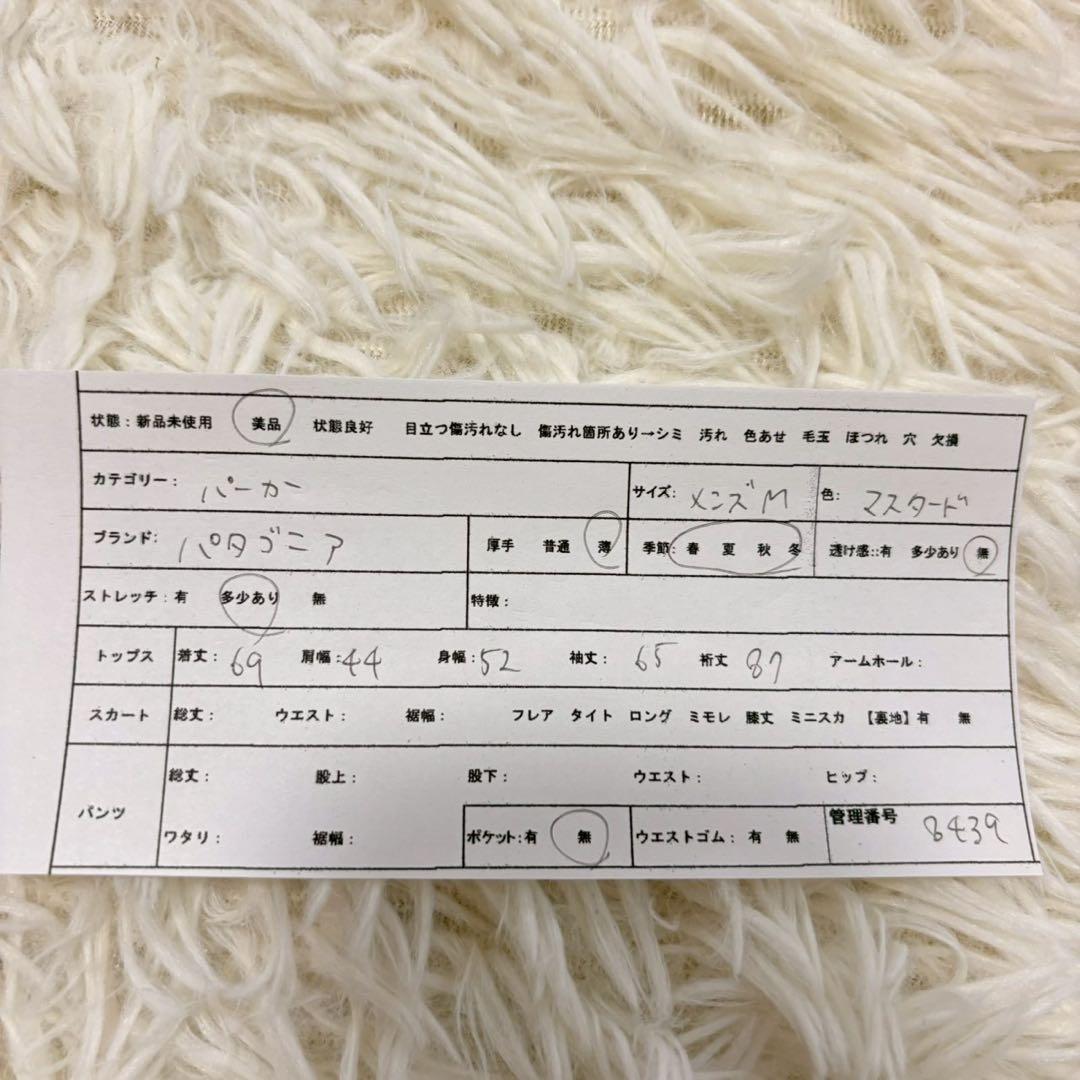 状態：新品未使用 美品 状態良好 目立つ傷汚れなし 傷汚れ箇所あり→シミ 汚れ 色あせ 毛玉 ほつれ 穴 欠損
カテゴリー： パーカー サイズ： メンズM 色： マスタード
ブランド： パタゴニア 厚手 普通 薄 季節：春 夏 秋 冬 透け感：：有 多少あり 無
ストレッチ：有 多少あり 無 特徴：
トップス 着丈：69 肩幅：44 身幅：52 袖丈：65 裄丈 87 アームホール：
スカート 総丈： ウエスト： 裾幅： フレア タイト ロング ミモレ 膝丈 ミニスカ 【裏地】有 無
パンツ 総丈： 股上： 股下： ウエスト： ヒップ：
ワタリ： 裾幅： ポケット：有 無 ウエストゴム：有 無 管理番号 8439